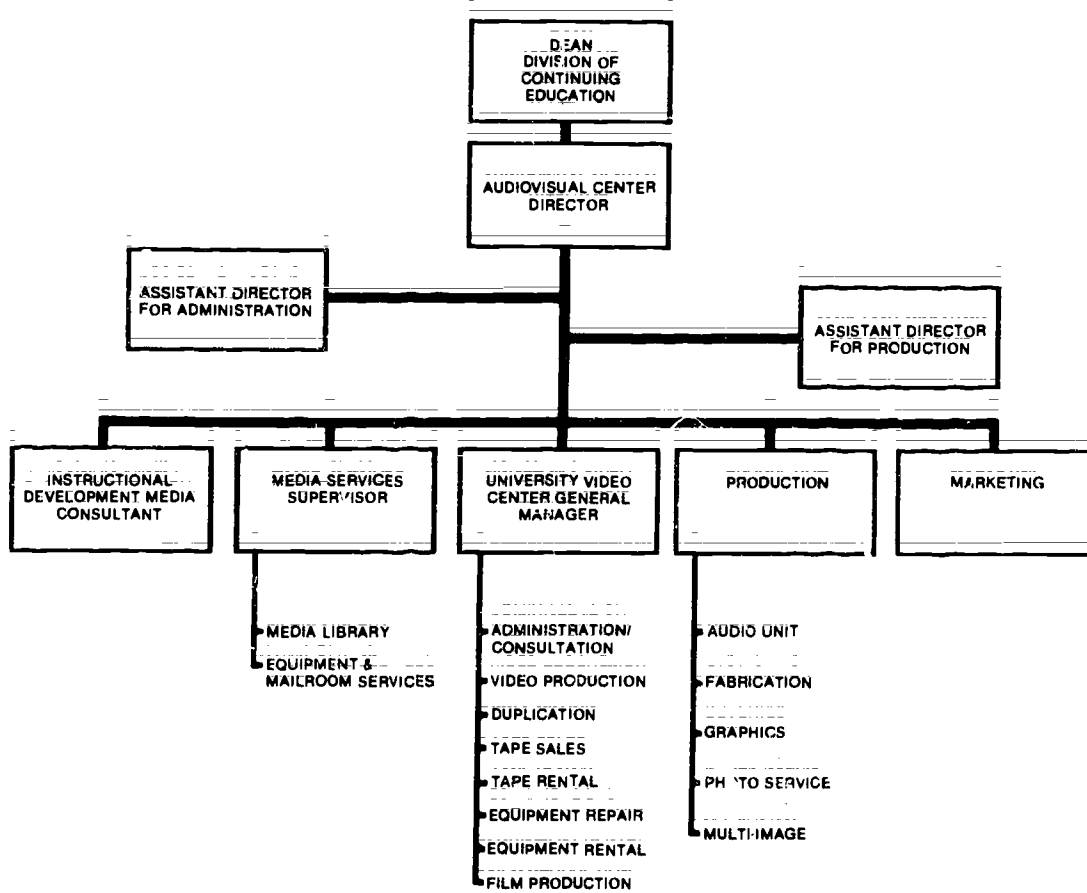 DEAN
DIVISION OF
CONTINUING
EDUCATION
AUDIOVISUAL CENTER
DIRECTOR
ASSISTANT DIRECTOR
FOR ADMINISTRATION
ASSISTANT DIRECTOR
FOR PRODUCTION
INSTRUCTIONAL
DEVELOPMENT MEDIA
CONSULTANT
MEDIA SERVICES
SUPERVISOR
UNIVERSITY VIDEO
CENTER GENERAL
MANAGER
PRODUCTION
MARKETING
MEDIA LIBRARY
EQUIPMENT &
MAILROOM SERVICES
ADMINISTRATION/
CONSULTATION
VIDEO PRODUCTION
DUPLICATION
TAPE SALES
TAPE RENTAL
EQUIPMENT REPAIR
EQUIPMENT RENTAL
FILM PRODUCTION
AUDIO UNIT
FABRICATION
GRAPHICS
PHOTO SERVICE
MULTI-IMAGE